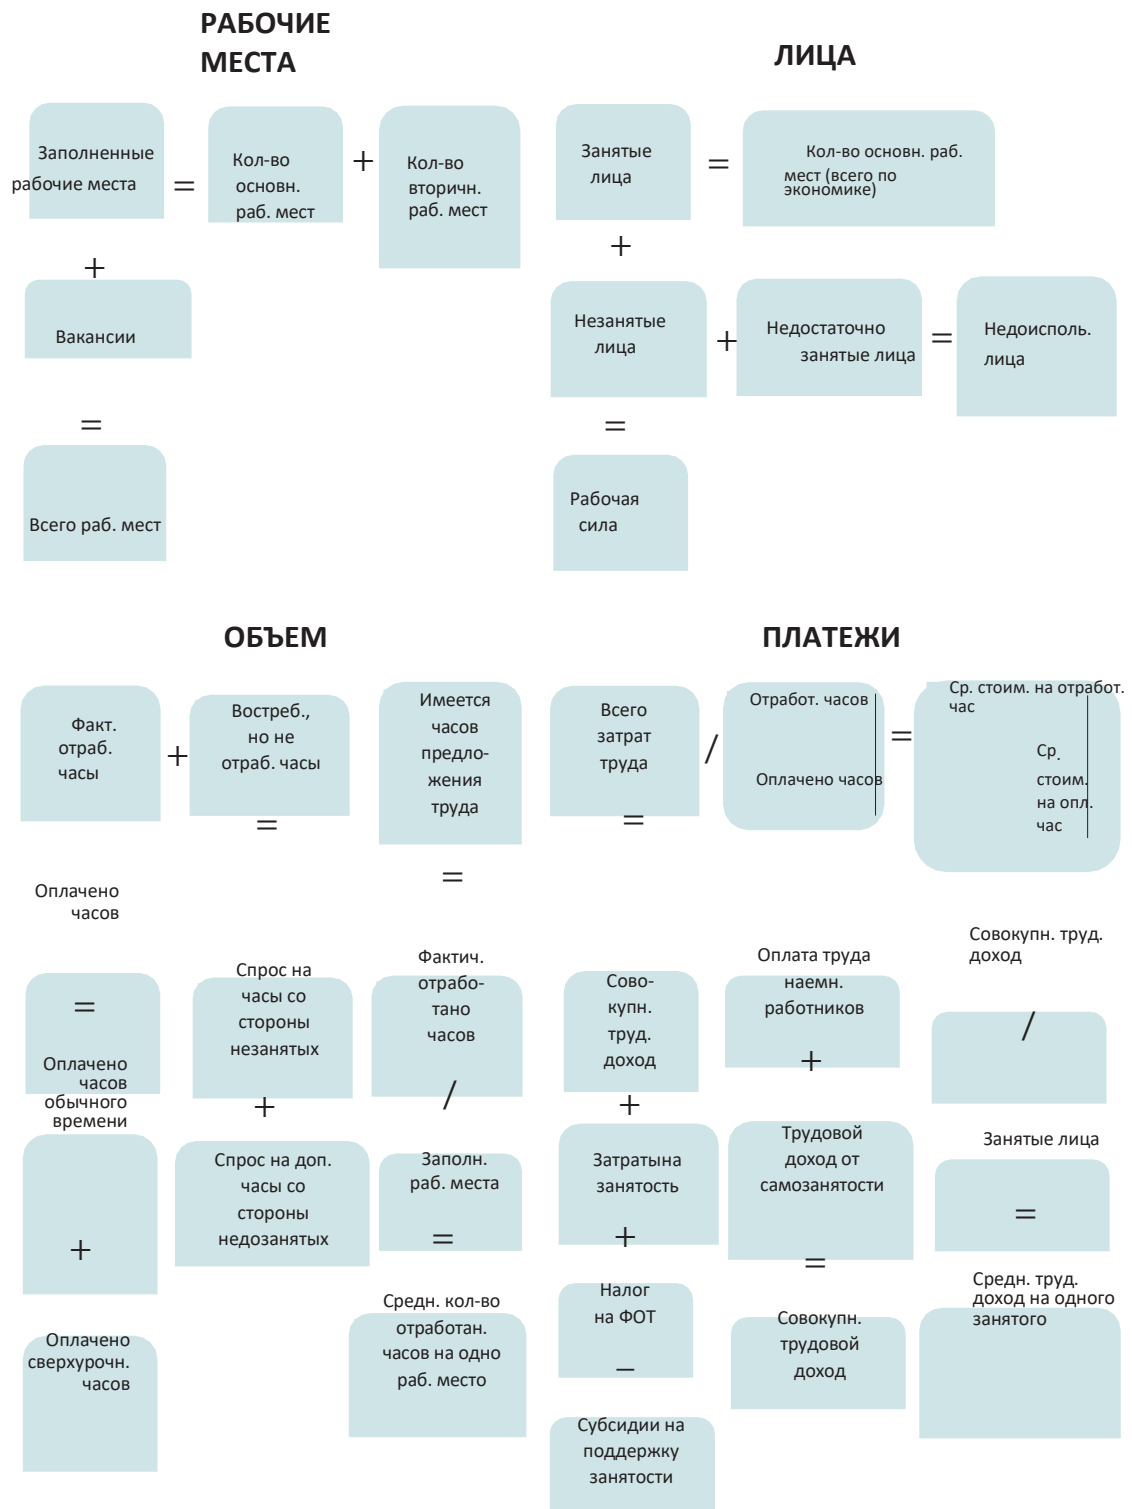 РАБОЧИЕ
МЕСТА
Заполненные
рабочие места
=
Кол-во
основн.
раб. мест
+
Кол-во
вторичн.
раб. мест
+
Вакансии
=
Всего раб. мест
ЛИЦА
Занятые
лица
=
Кол-во основн. раб.
мест (всего по
экономике)
+
Незанятые
лица
+
Недостаточно
занятые лица
=
Недоисполь.
лица
=
Рабочая
сила
ОБЪЕМ
Факт.
отраб.
часы
+
Востреб.,
но не
отраб. часы
=
Имеется
часов
предло-
жения
труда
=
Оплачено
часов
=
Оплачено
часов
обычного
времени
+
Оплачено
сверхурочн.
часов
Спрос на
часы со
стороны
незанятых
+
Спрос на доп.
часы со
стороны
недозанятых
Фактич.
отрабо-
тано
часов
/
Заполн.
раб. места
=
Средн. кол-во
отработан.
часов на одно
раб. место
ПЛАТЕЖИ
Всего
затрат
труда
/
Отработ. часов
Оплачено часов
=
Ср. стоим. на отработ.
час
Ср.
стоим.
на опл.
час
=
Сово-
купн.
труд.
доход
+
Затратына
занятость
+
Налог
на ФОТ
–
Субсидии на
поддержку
занятости
Оплата труда
наемн.
работников
+
Трудовой
доход от
самозанятости
=
Совокупн.
трудовой
доход
Совокупн. труд.
доход
/
Занятые лица
=
Средн. труд.
доход на одного
занятого